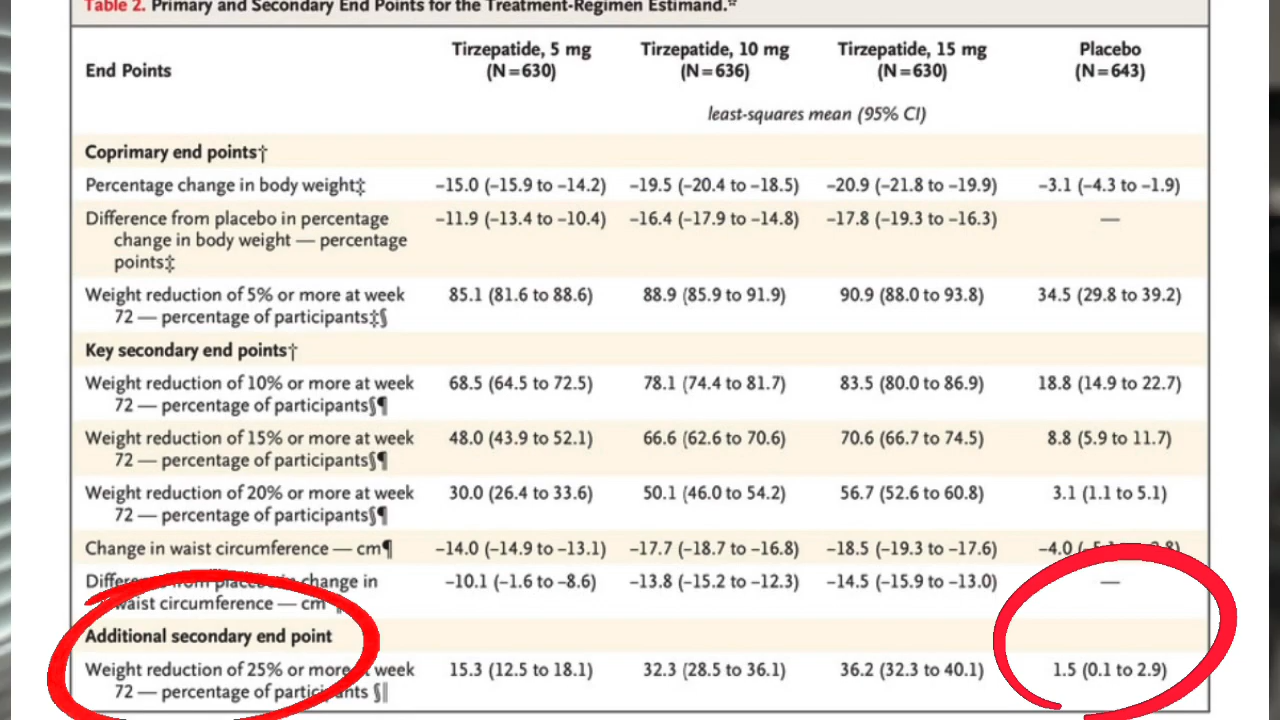 Table 2. Primary and Secondary End Points for the Treatment-Regimen Estimand.*
End Points Tirzepatide, 5 mg (N=630) Tirzepatide, 10 mg (N=636) Tirzepatide, 15 mg (N=630) Placebo (N=643)
least-squares mean (95% CI)
Coprimary end points†
Percentage change in body weight‡ −15.0 (−15.9 to −14.2) −19.5 (−20.4 to −18.5) −20.9 (−21.8 to −19.9) −3.1 (−4.3 to −1.9)
Difference from placebo in percentage −11.9 (−13.4 to −10.4) −16.4 (−17.9 to −14.8) −17.8 (−19.3 to −16.3) —
change in body weight — percentage
points‡
Weight reduction of 5% or more at week 85.1 (81.6 to 88.6) 88.9 (85.9 to 91.9) 90.9 (88.0 to 93.8) 34.5 (29.8 to 39.2)
72 — percentage of participants‡§
Key secondary end points†
Weight reduction of 10% or more at week 68.5 (64.5 to 72.5) 78.1 (74.4 to 81.7) 83.5 (80.0 to 86.9) 18.8 (14.9 to 22.7)
72 — percentage of participants§¶
Weight reduction of 15% or more at week 48.0 (43.9 to 52.1) 66.6 (62.6 to 70.6) 70.6 (66.7 to 74.5) 8.8 (5.9 to 11.7)
72 — percentage of participants§¶
Weight reduction of 20% or more at week 30.0 (26.4 to 33.6) 50.1 (46.0 to 54.2) 56.7 (52.6 to 60.8) 3.1 (1.1 to 5.1)
72 — percentage of participants§¶
Change in waist circumference — cm¶ −14.0 (−14.9 to −13.1) −17.7 (−18.7 to −16.8) −18.5 (−19.3 to −17.6) −4.0
Difference from placebo in change in −10.1 (−1.6 to −8.6) −13.8 (−15.2 to −12.3) −14.5 (−15.9 to −13.0) —
waist circumference — cm
Additional secondary end point
Weight reduction of 25% or more at week 15.3 (12.5 to 18.1) 32.3 (28.5 to 36.1) 36.2 (32.3 to 40.1) 1.5 (0.1 to 2.9)
72 — percentage of participants §‖